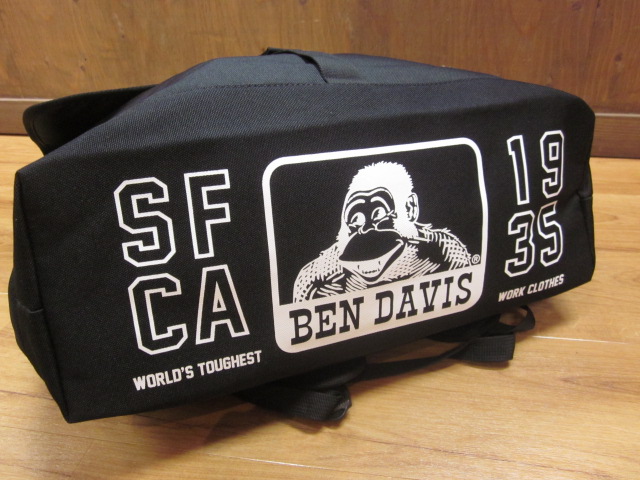 SF
CA
WORLD'S TOUGHEST
BEN DAVIS
®
19
35
WORK CLOTHES